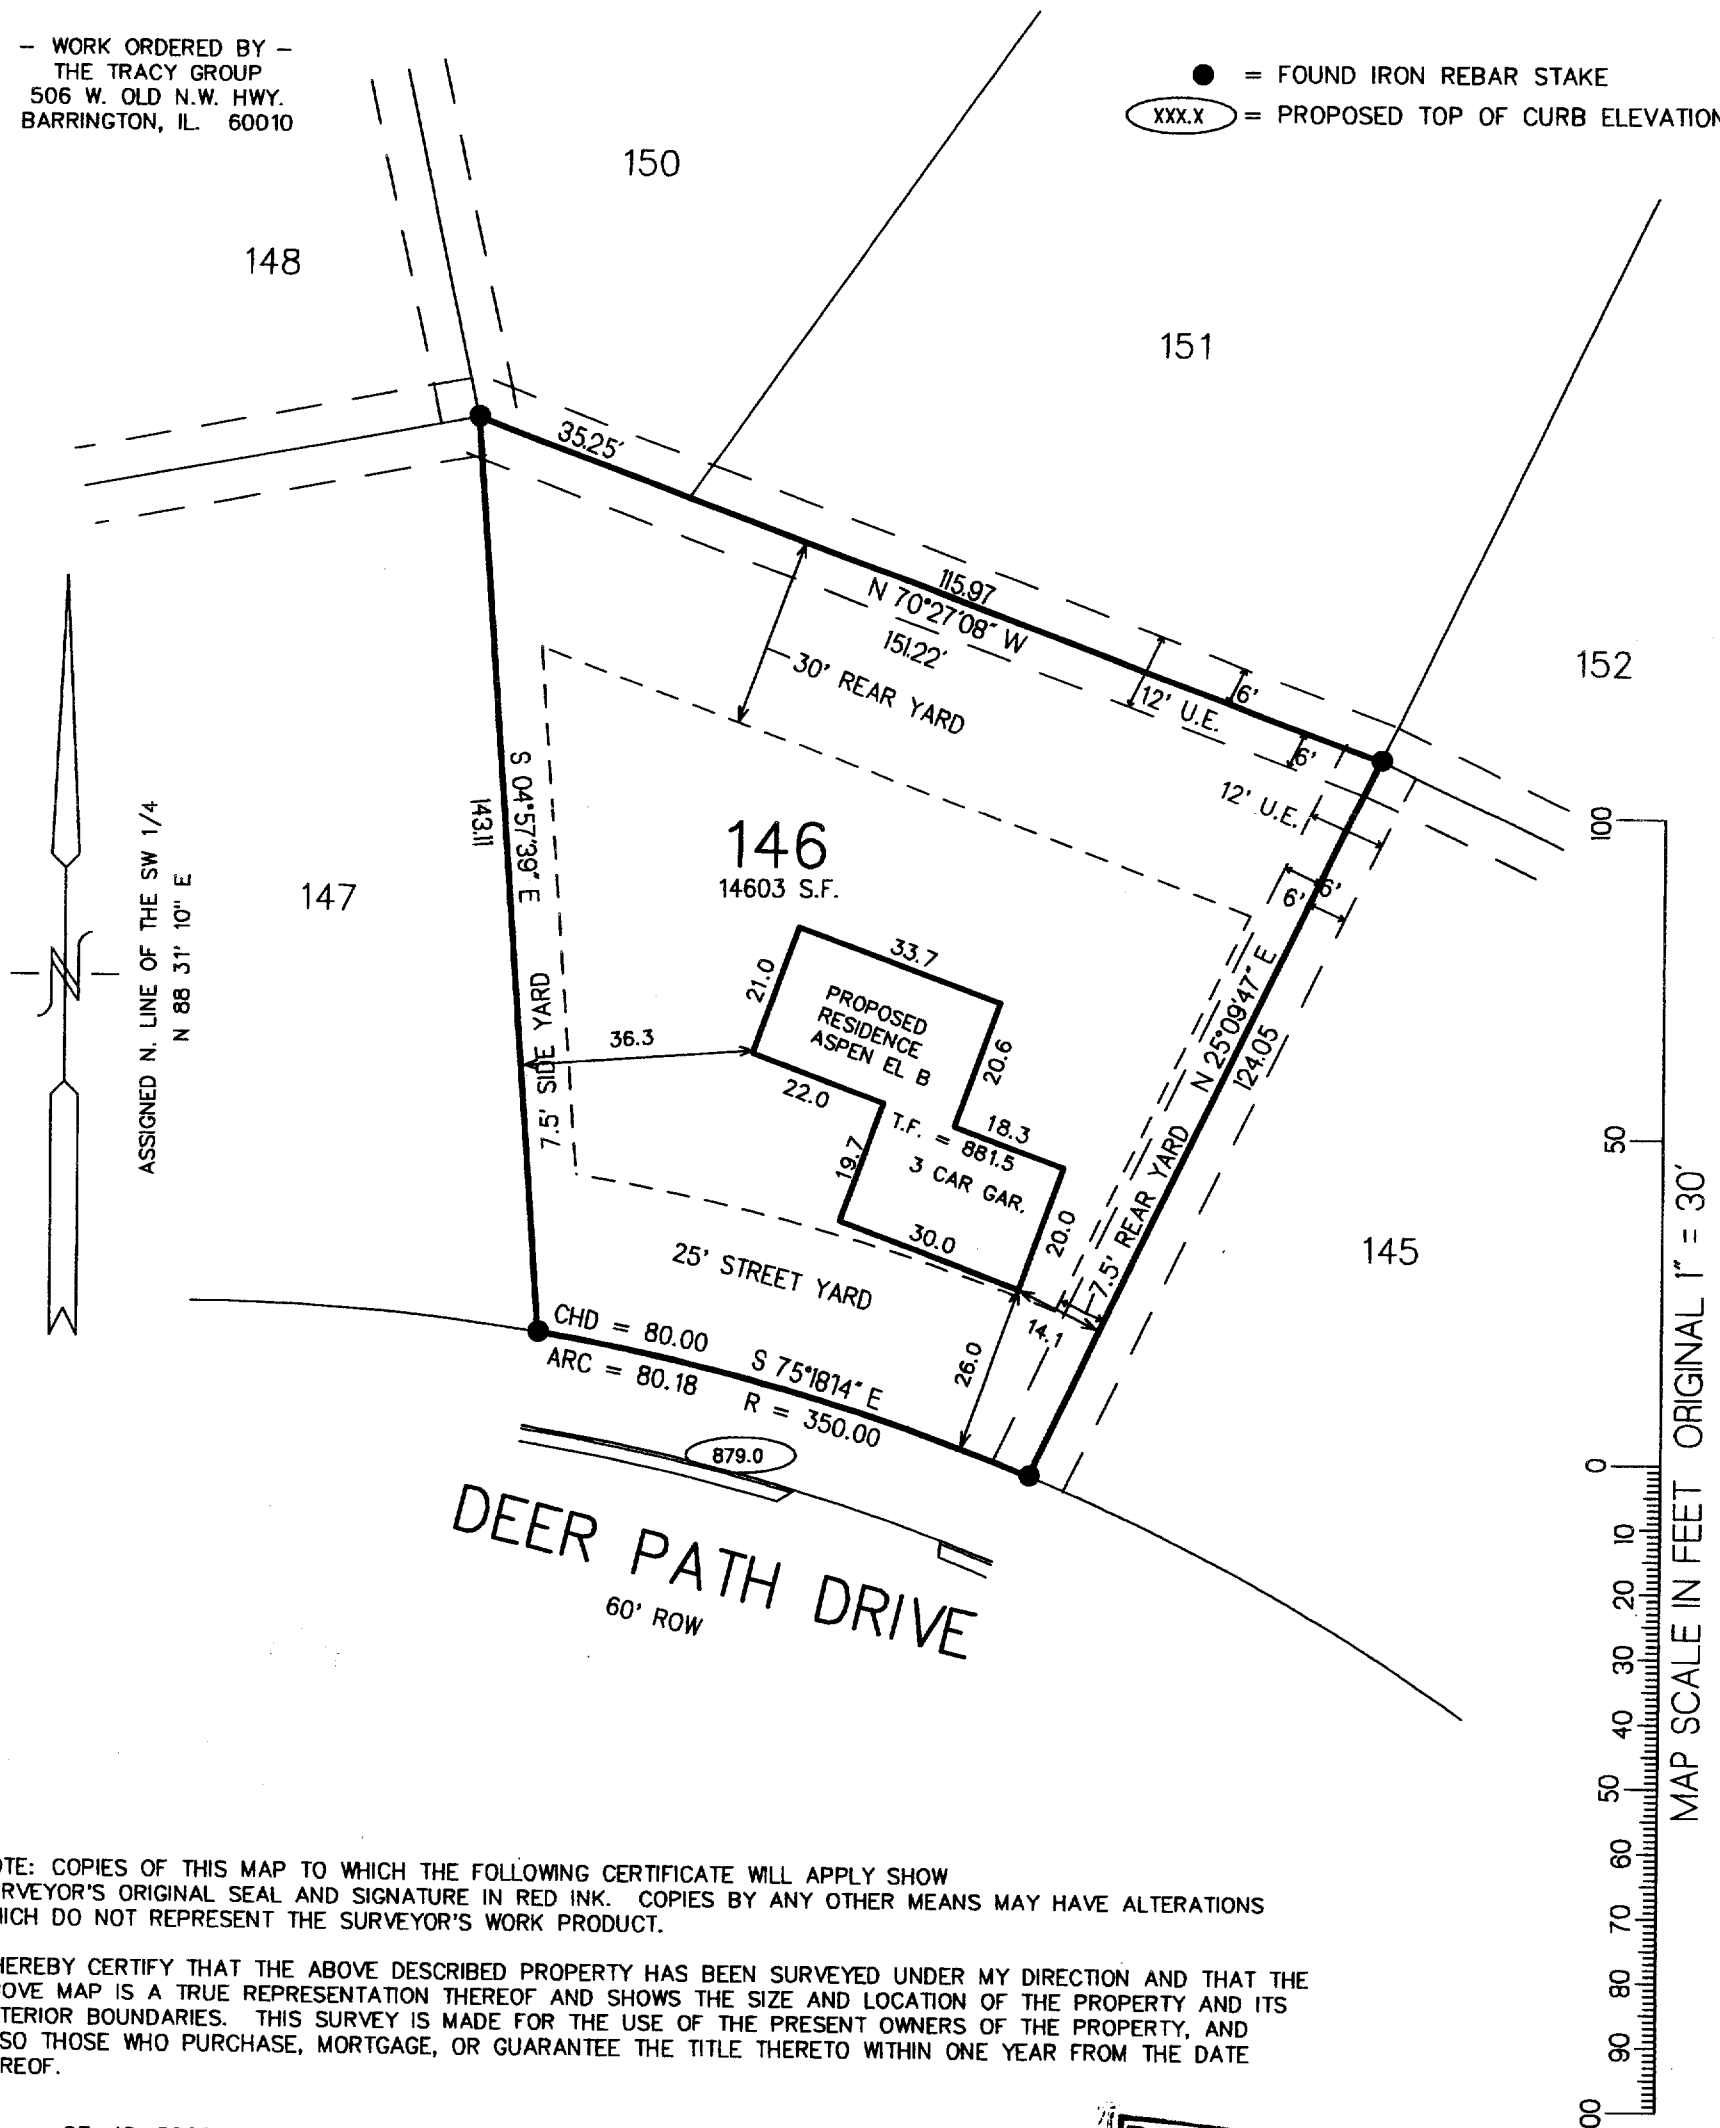 – WORK ORDERED BY –
THE TRACY GROUP
506 W. OLD N.W. HWY.
BARRINGTON, IL. 60010
● = FOUND IRON REBAR STAKE
XXX.X = PROPOSED TOP OF CURB ELEVATION
150
148
151
35.25'
115.97
N 70°27'08" W
151.22'
30' REAR YARD
12' U.E.
6'
6'
152
12' U.E.
6'
6'
S 04°57'39" E
143.11
146
14603 S.F.
147
ASSIGNED N. LINE OF THE SW 1/4
N 88 31' 10" E
N
7.5' SIDE YARD
36.3
33.7
21.0
PROPOSED
RESIDENCE
ASPEN EL B
20.6
22.0
T.F. = 881.5
18.3
19.7
3 CAR GAR.
30.0
20.0
N 25°09'47" E
124.05
7.5' REAR YARD
145
25' STREET YARD
14.1
26.0
CHD = 80.00
S 75°18'14" E
ARC = 80.18
R = 350.00
879.0
DEER PATH DRIVE
60' ROW
100
50
0
10
20
30
40
50
60
70
80
90
00
MAP SCALE IN FEET ORIGINAL 1" = 30'
OTE: COPIES OF THIS MAP TO WHICH THE FOLLOWING CERTIFICATE WILL APPLY SHOW
RVEYOR'S ORIGINAL SEAL AND SIGNATURE IN RED INK. COPIES BY ANY OTHER MEANS MAY HAVE ALTERATIONS
HICH DO NOT REPRESENT THE SURVEYOR'S WORK PRODUCT.
HEREBY CERTIFY THAT THE ABOVE DESCRIBED PROPERTY HAS BEEN SURVEYED UNDER MY DIRECTION AND THAT THE
OVE MAP IS A TRUE REPRESENTATION THEREOF AND SHOWS THE SIZE AND LOCATION OF THE PROPERTY AND ITS
TERIOR BOUNDARIES. THIS SURVEY IS MADE FOR THE USE OF THE PRESENT OWNERS OF THE PROPERTY, AND
SO THOSE WHO PURCHASE, MORTGAGE, OR GUARANTEE THE TITLE THERETO WITHIN ONE YEAR FROM THE DATE
REOF.